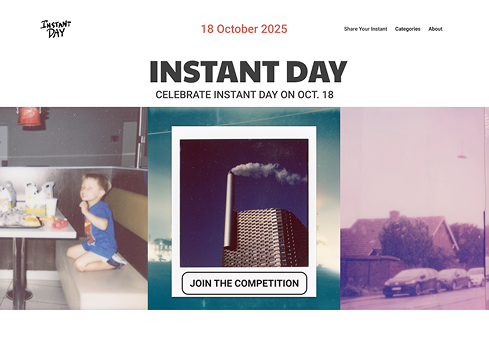 INSTANT
DAY
18 October 2025
Share Your Instant
Categories
About
INSTANT DAY
CELEBRATE INSTANT DAY ON OCT. 18
JOIN THE COMPETITION